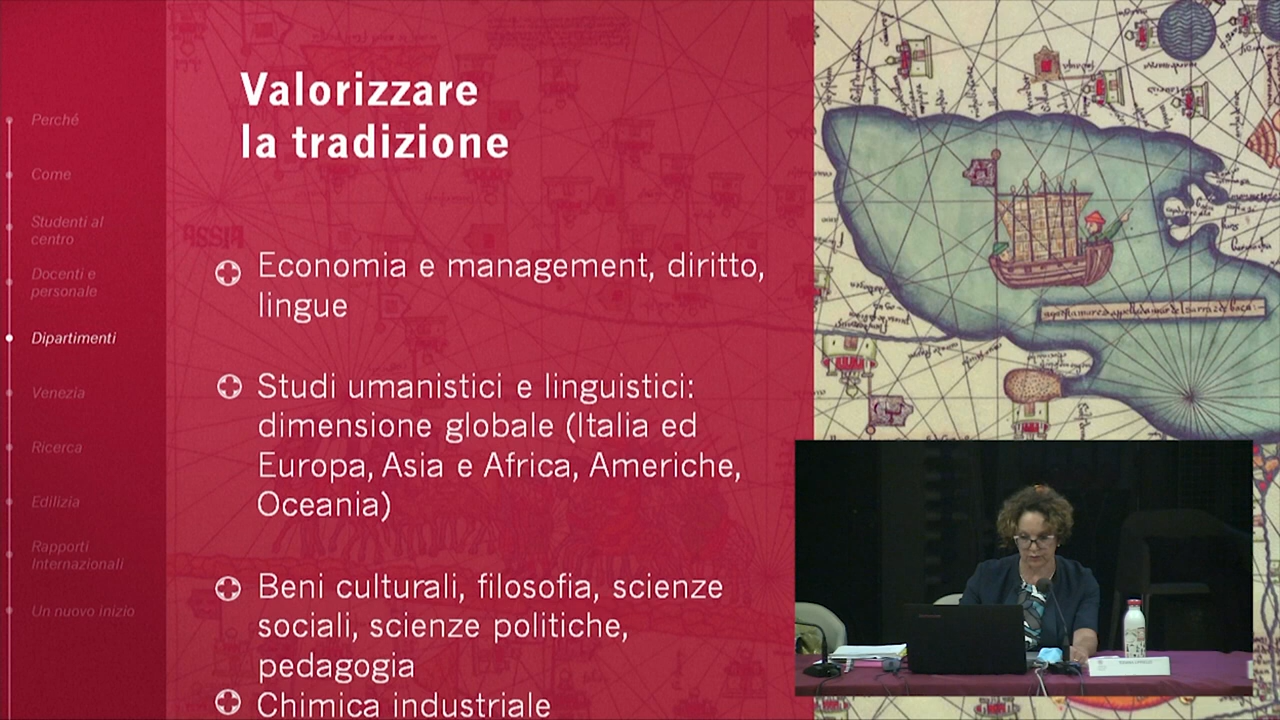 Valorizzare
la tradizione
Perché
Come
Studenti al
centro
Docenti e
personale
Dipartimenti
Venezia
Ricerca
Edilizia
Rapporti
Internazionali
Un nuovo inizio
ASSIA
Economia e management, diritto,
lingue
Studi umanistici e linguistici:
dimensione globale (Italia ed
Europa, Asia e Africa, Americhe,
Oceania)
Beni culturali, filosofia, scienze
sociali, scienze politiche,
pedagogia
Chimica industriale